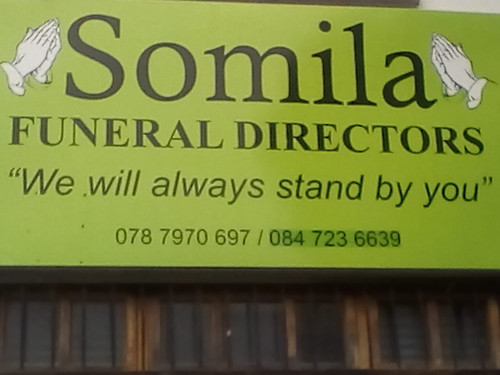 Somila
FUNERAL DIRECTORS
“We will always stand by you”
078 7970 697 / 084 723 6639